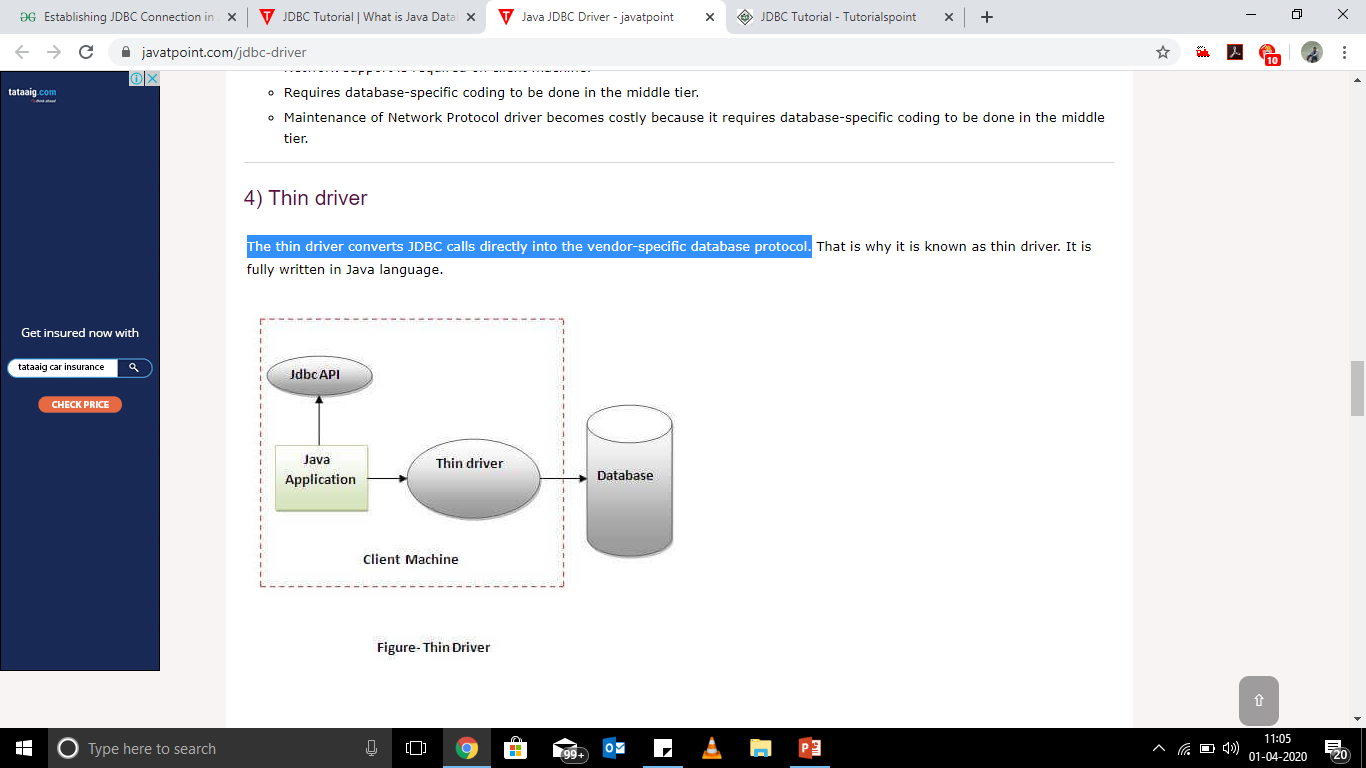 Establishing JDBC Connection in
JDBC Tutorial | What is Java Data
Java JDBC Driver - javatpoint
JDBC Tutorial - Tutorialspoint
javatpoint.com/jdbc-driver
10
tataaig.com
Get insured now with
tataaig car insurance
CHECK PRICE
Requires database-specific coding to be done in the middle tier.
Maintenance of Network Protocol driver becomes costly because it requires database-specific coding to be done in the middle
tier.
4) Thin driver
The thin driver converts JDBC calls directly into the vendor-specific database protocol. That is why it is known as thin driver. It is
fully written in Java language.
Jdbc API
Java
Application
Thin driver
Database
Client Machine
Figure- Thin Driver
Type here to search
99+
11:05
01-04-2020
20